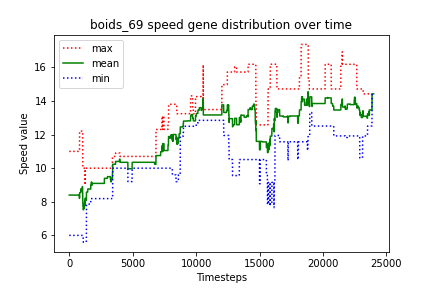 boids_69 speed gene distribution over time
max
mean
min
Speed value
16
14
12
10
8
6
0
5000
10000
15000
20000
25000
Timesteps